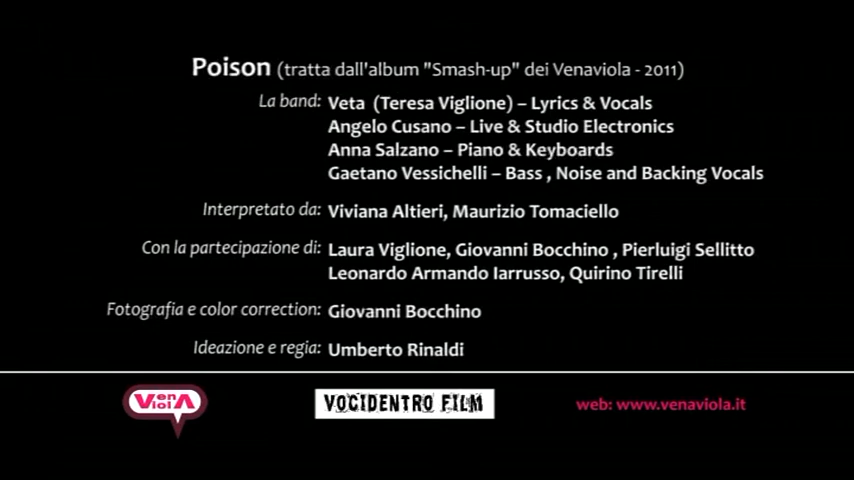 Poison (tratta dall'album "Smash-up" dei Venaviola - 2011)
La band: Veta (Teresa Viglione) – Lyrics & Vocals
Angelo Cusano – Live & Studio Electronics
Anna Salzano – Piano & Keyboards
Gaetano Vessichelli – Bass , Noise and Backing Vocals
Interpretato da: Viviana Altieri, Maurizio Tomaciello
Con la partecipazione di: Laura Viglione, Giovanni Bocchino , Pierluigi Sellitto
Leonardo Armando Iarrusso, Quirino Tirelli
Fotografia e color correction: Giovanni Bocchino
Ideazione e regia: Umberto Rinaldi
VenA
violA
VOCIDENTRO FILM
web: www.venaviola.it